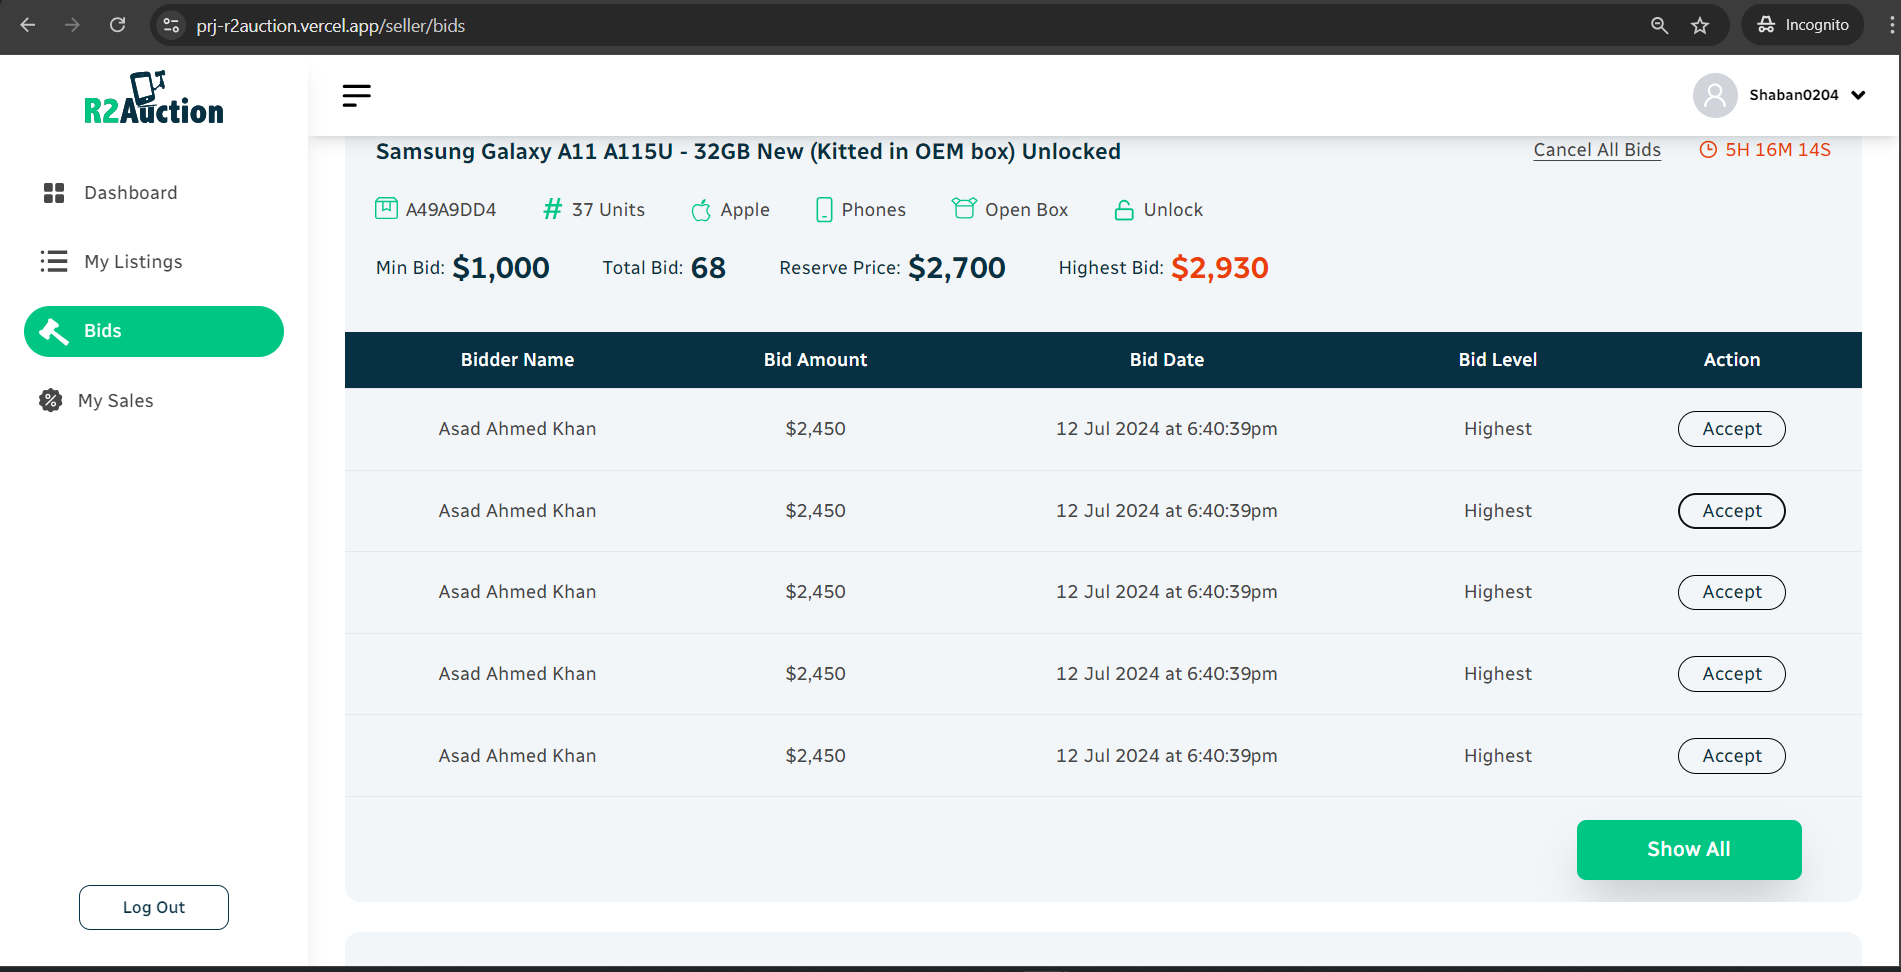 prj-r2auction.vercel.app/seller/bids
Incognito
R2Auction
Shaban0204
Dashboard
My Listings
Bids
My Sales
Log Out
Samsung Galaxy A11 A115U - 32GB New (Kitted in OEM box) Unlocked
Cancel All Bids 5H 16M 14S
A49A9DD4 # 37 Units Apple Phones Open Box Unlock
Min Bid: $1,000 Total Bid: 68 Reserve Price: $2,700 Highest Bid: $2,930
Bidder Name Bid Amount Bid Date Bid Level Action
Asad Ahmed Khan $2,450 12 Jul 2024 at 6:40:39pm Highest Accept
Asad Ahmed Khan $2,450 12 Jul 2024 at 6:40:39pm Highest Accept
Asad Ahmed Khan $2,450 12 Jul 2024 at 6:40:39pm Highest Accept
Asad Ahmed Khan $2,450 12 Jul 2024 at 6:40:39pm Highest Accept
Asad Ahmed Khan $2,450 12 Jul 2024 at 6:40:39pm Highest Accept
Show All